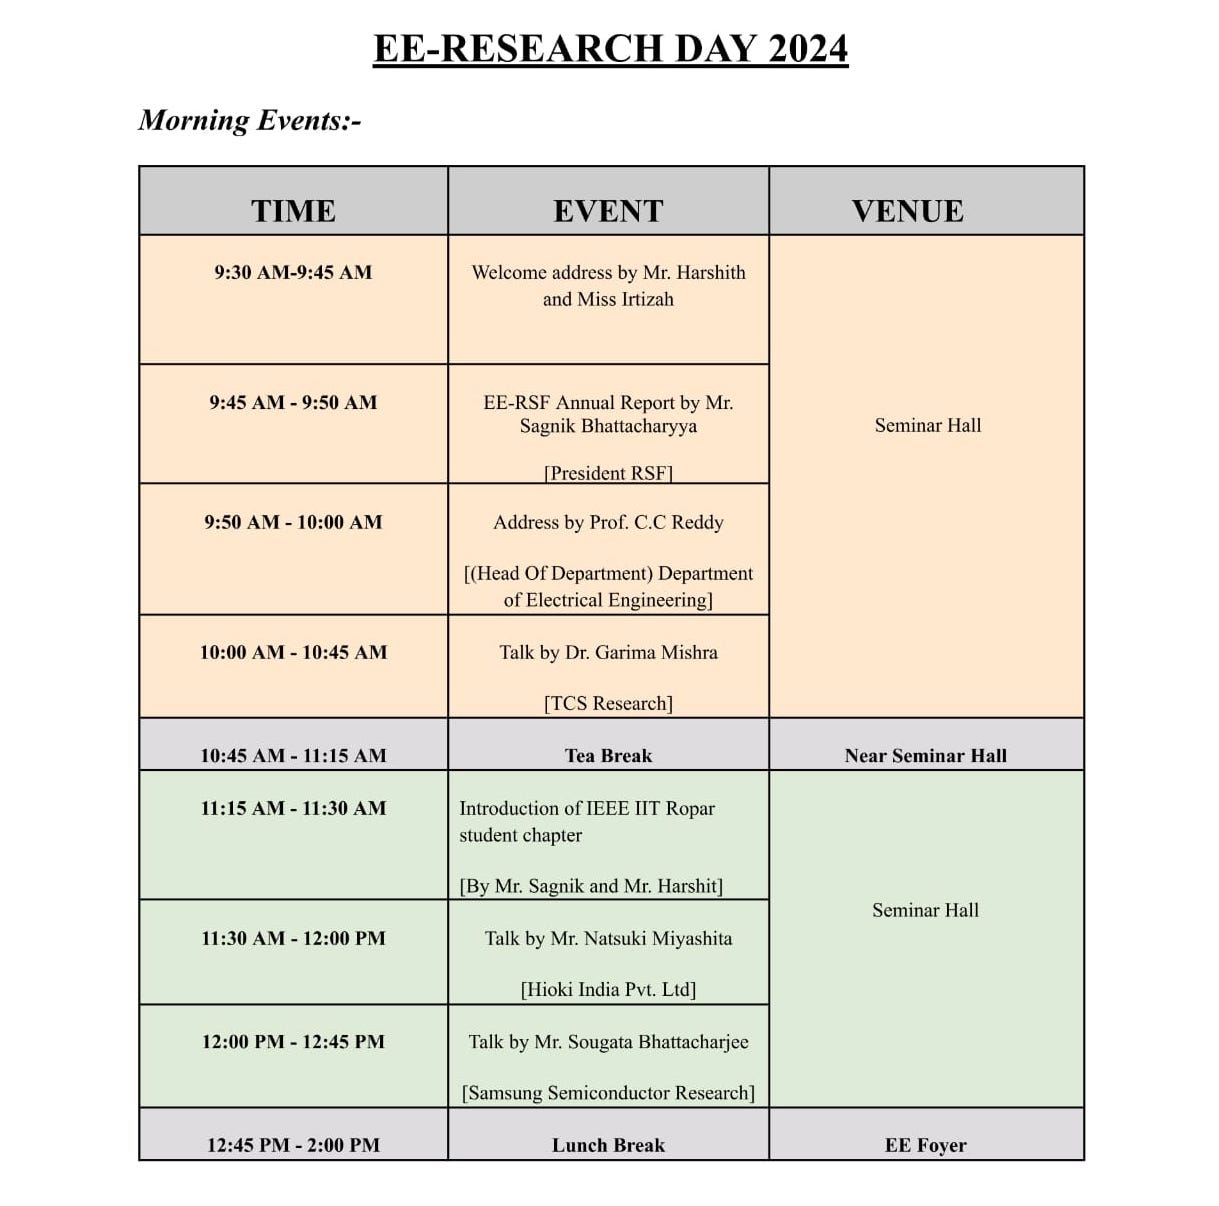 EE-RESEARCH DAY 2024
Morning Events:-
TIME EVENT VENUE
9:30 AM-9:45 AM
Welcome address by Mr. Harshith
and Miss Irtizah
9:45 AM - 9:50 AM
EE-RSF Annual Report by Mr.
Sagnik Bhattacharyya
[President RSF]
Seminar Hall
9:50 AM - 10:00 AM
Address by Prof. C.C Reddy
[(Head Of Department) Department
of Electrical Engineering]
10:00 AM - 10:45 AM
Talk by Dr. Garima Mishra
[TCS Research]
10:45 AM - 11:15 AM Tea Break Near Seminar Hall
11:15 AM - 11:30 AM
Introduction of IEEE IIT Ropar
student chapter
[By Mr. Sagnik and Mr. Harshit]
Seminar Hall
11:30 AM - 12:00 PM
Talk by Mr. Natsuki Miyashita
[Hioki India Pvt. Ltd]
12:00 PM - 12:45 PM
Talk by Mr. Sougata Bhattacharjee
[Samsung Semiconductor Research]
12:45 PM - 2:00 PM Lunch Break EE Foyer